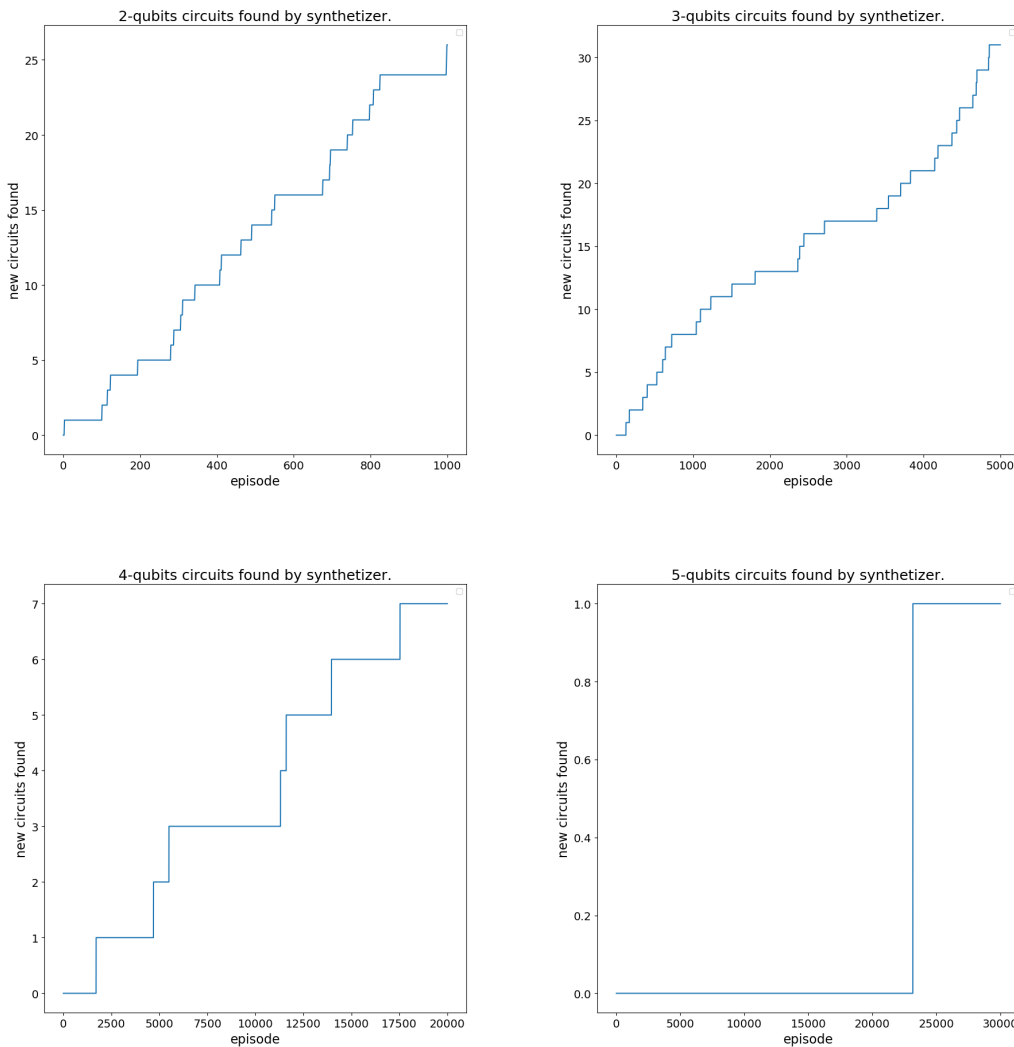 2-qubits circuits found by synthetizer.
new circuits found
25
20
15
10
5
0
0 200 400 600 800 1000
episode
3-qubits circuits found by synthetizer.
new circuits found
30
25
20
15
10
5
0
0 1000 2000 3000 4000 5000
episode
4-qubits circuits found by synthetizer.
new circuits found
7
6
5
4
3
2
1
0
0 2500 5000 7500 10000 12500 15000 17500 20000
episode
5-qubits circuits found by synthetizer.
new circuits found
1.0
0.8
0.6
0.4
0.2
0.0
0 5000 10000 15000 20000 25000 30000
episode